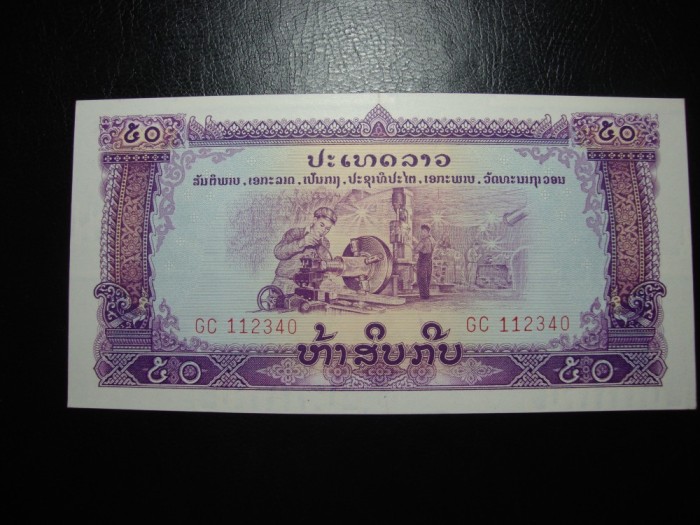 ໕໐ ໕໐
ປະເທດລາວ
ສັນຕິພາບ, ເອກະລາດ, ເປັນກາງ, ປະຊາທິປະໄຕ, ເອກະພາບ, ວັດທະນາຖາວອນ
GC 112340 GC 112340
ຫ້າສິບກີບ
໕໐ ໕໐